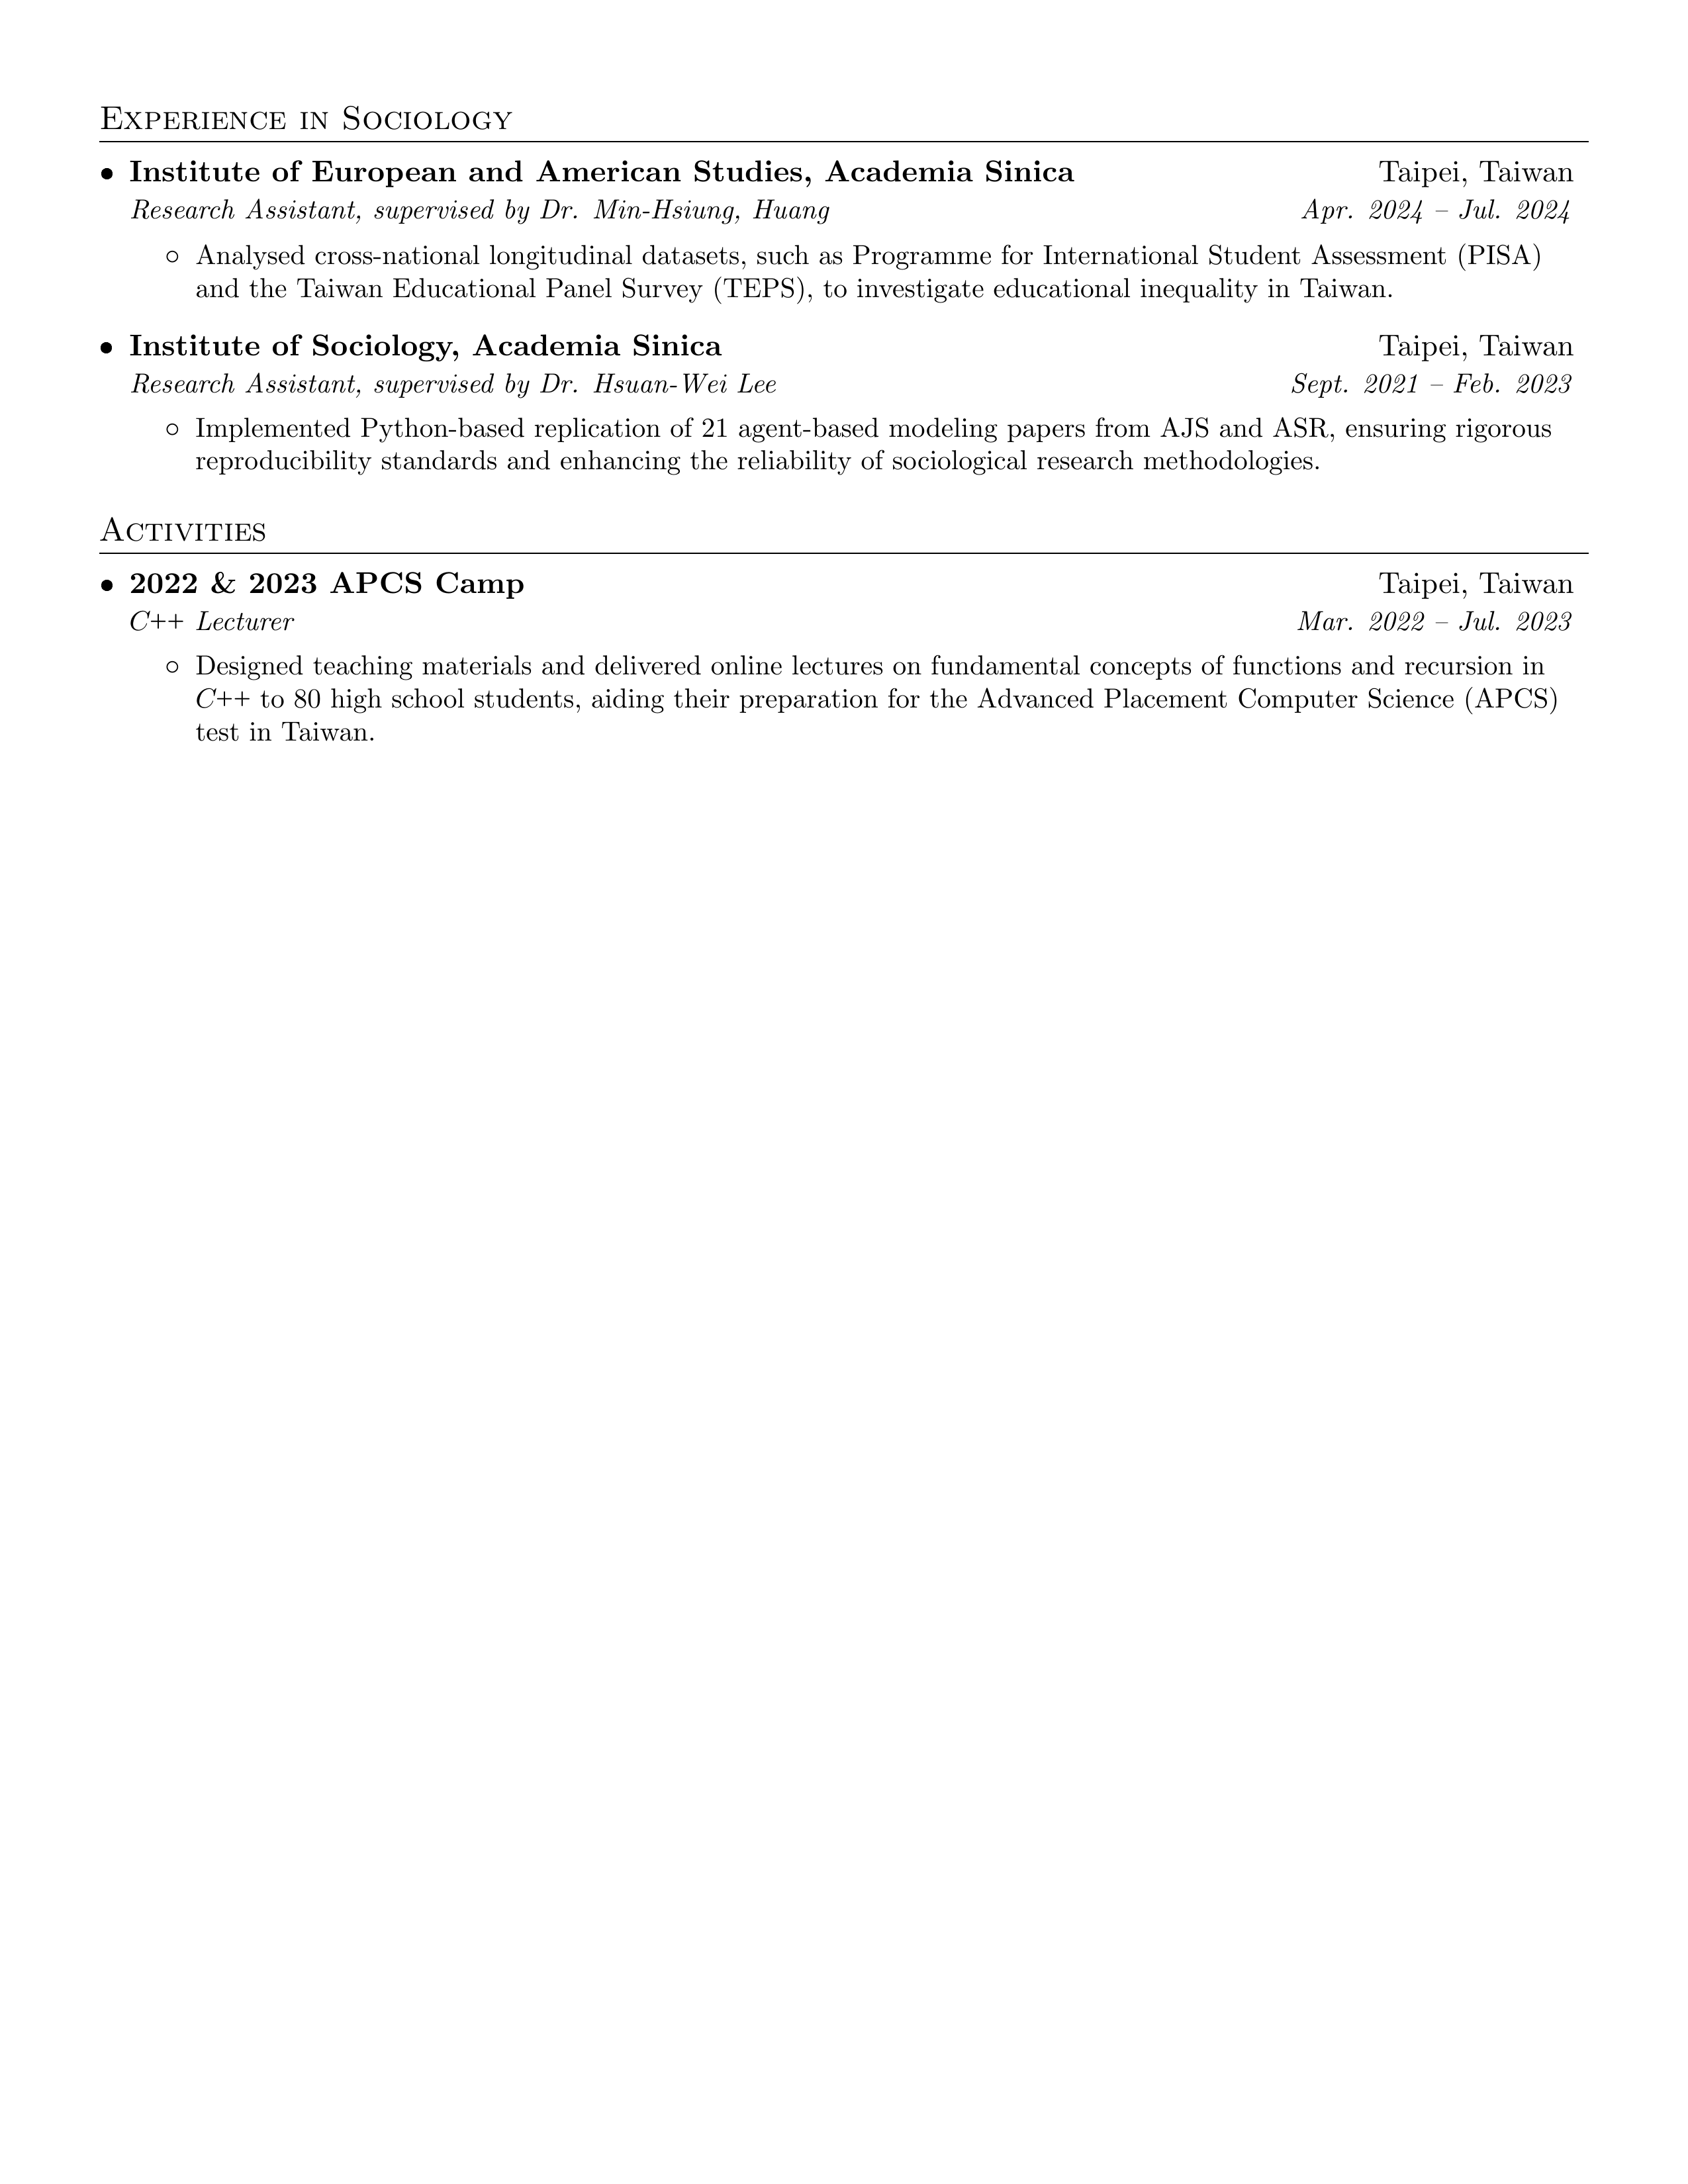 Experience in Sociology
• Institute of European and American Studies, Academia Sinica Taipei, Taiwan
Research Assistant, supervised by Dr. Min-Hsiung, Huang Apr. 2024 – Jul. 2024
◦ Analysed cross-national longitudinal datasets, such as Programme for International Student Assessment (PISA)
and the Taiwan Educational Panel Survey (TEPS), to investigate educational inequality in Taiwan.
• Institute of Sociology, Academia Sinica Taipei, Taiwan
Research Assistant, supervised by Dr. Hsuan-Wei Lee Sept. 2021 – Feb. 2023
◦ Implemented Python-based replication of 21 agent-based modeling papers from AJS and ASR, ensuring rigorous
reproducibility standards and enhancing the reliability of sociological research methodologies.
Activities
• 2022 & 2023 APCS Camp Taipei, Taiwan
C++ Lecturer Mar. 2022 – Jul. 2023
◦ Designed teaching materials and delivered online lectures on fundamental concepts of functions and recursion in
C++ to 80 high school students, aiding their preparation for the Advanced Placement Computer Science (APCS)
test in Taiwan.